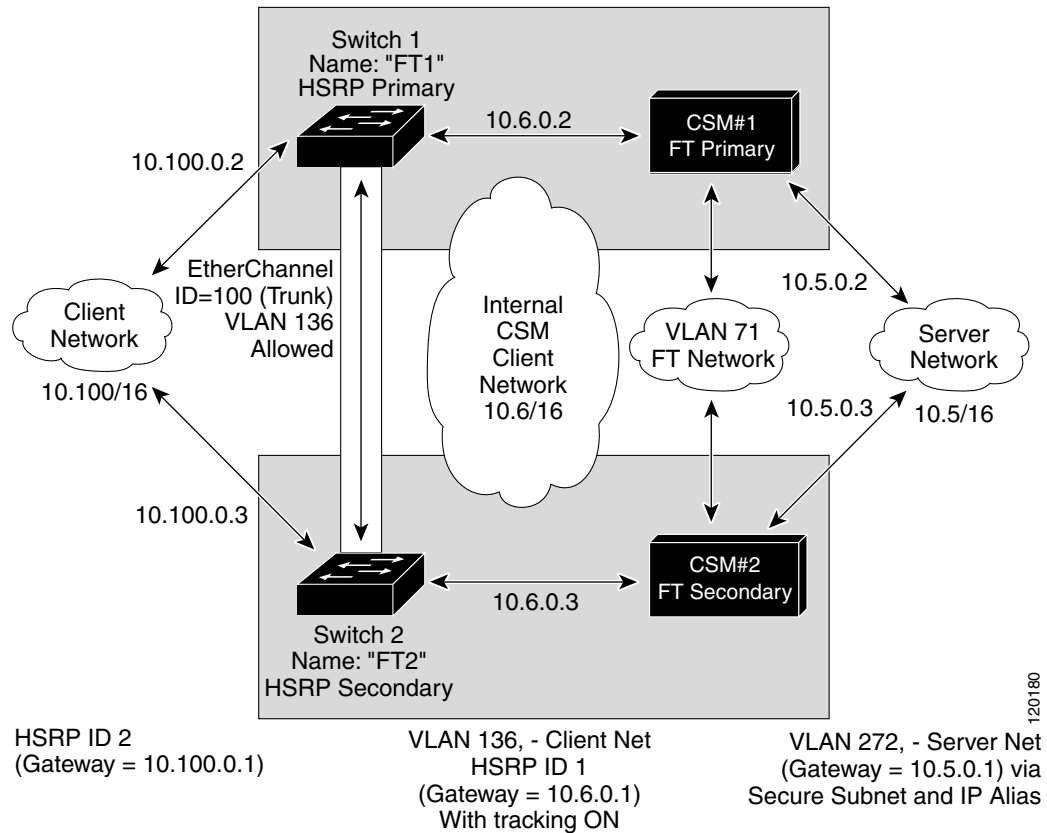 Switch 1
Name: "FT1"
HSRP Primary
10.6.0.2
CSM#1
FT Primary
10.100.0.2
EtherChannel
ID=100 (Trunk)
VLAN 136
Allowed
Client
Network
10.100/16
Internal
CSM
Client
Network
10.6/16
VLAN 71
FT Network
10.5.0.2
Server
Network
10.5.0.3
10.5/16
10.100.0.3
CSM#2
FT Secondary
10.6.0.3
Switch 2
Name: "FT2"
HSRP Secondary
120180
HSRP ID 2
(Gateway = 10.100.0.1)
VLAN 136, - Client Net
HSRP ID 1
(Gateway = 10.6.0.1)
With tracking ON
VLAN 272, - Server Net
(Gateway = 10.5.0.1) via
Secure Subnet and IP Alias